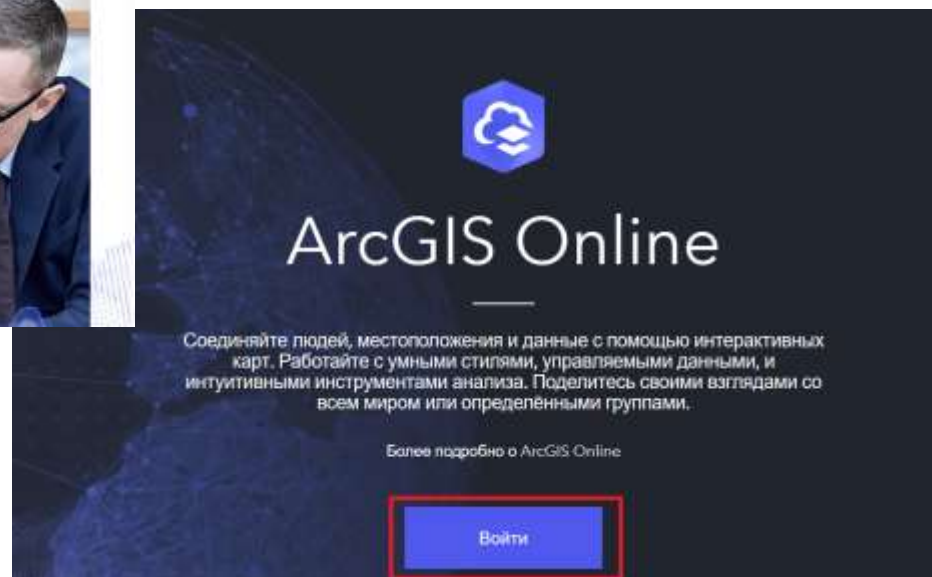 ArcGIS Online
Соединяйте людей, местоположения и данные с помощью интерактивных
карт. Работайте с умными стилями, управляемыми данными, и
интуитивными инструментами анализа. Поделитесь своими взглядами со
всем миром или определёнными группами.
Более подробно о ArcGIS Online
Войти